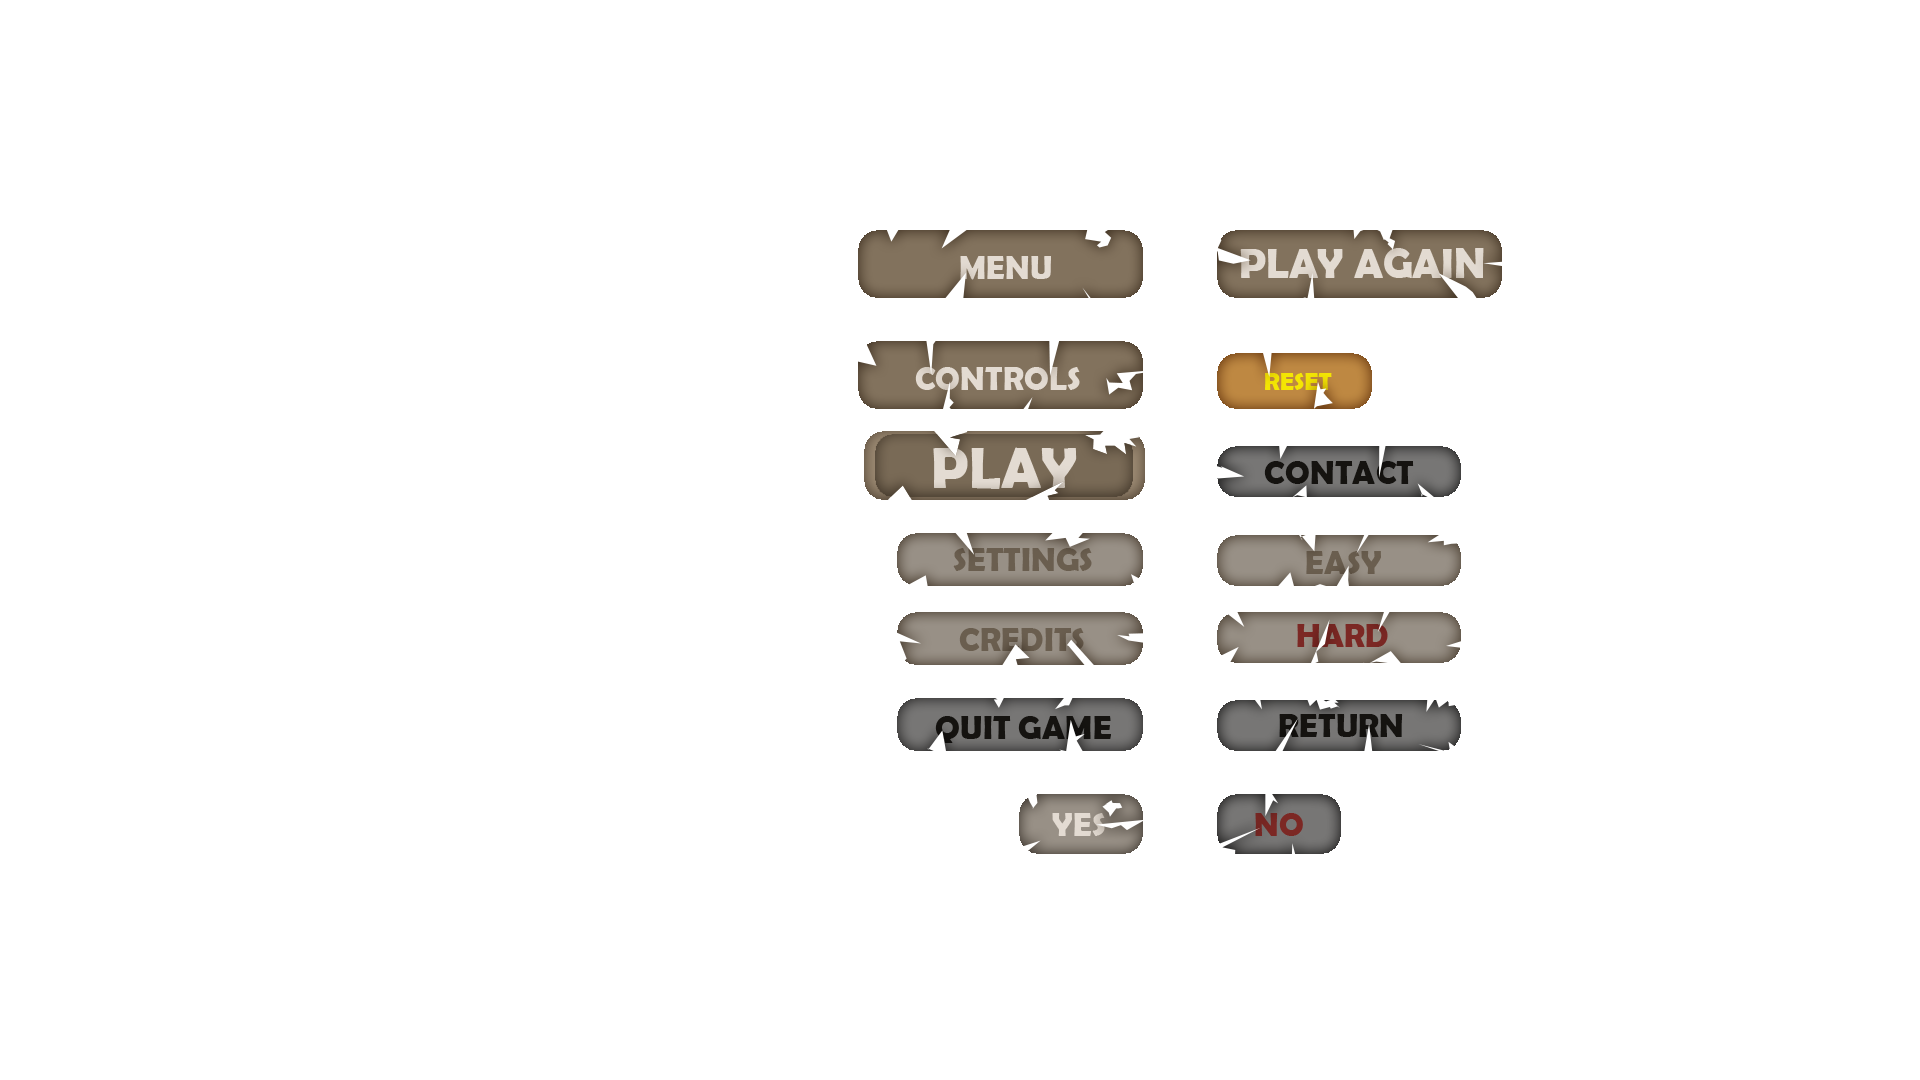 MENU
PLAY AGAIN
CONTROLS
RESET
PLAY
CONTACT
SETTINGS
EASY
CREDITS
HARD
QUIT GAME
RETURN
YES
NO